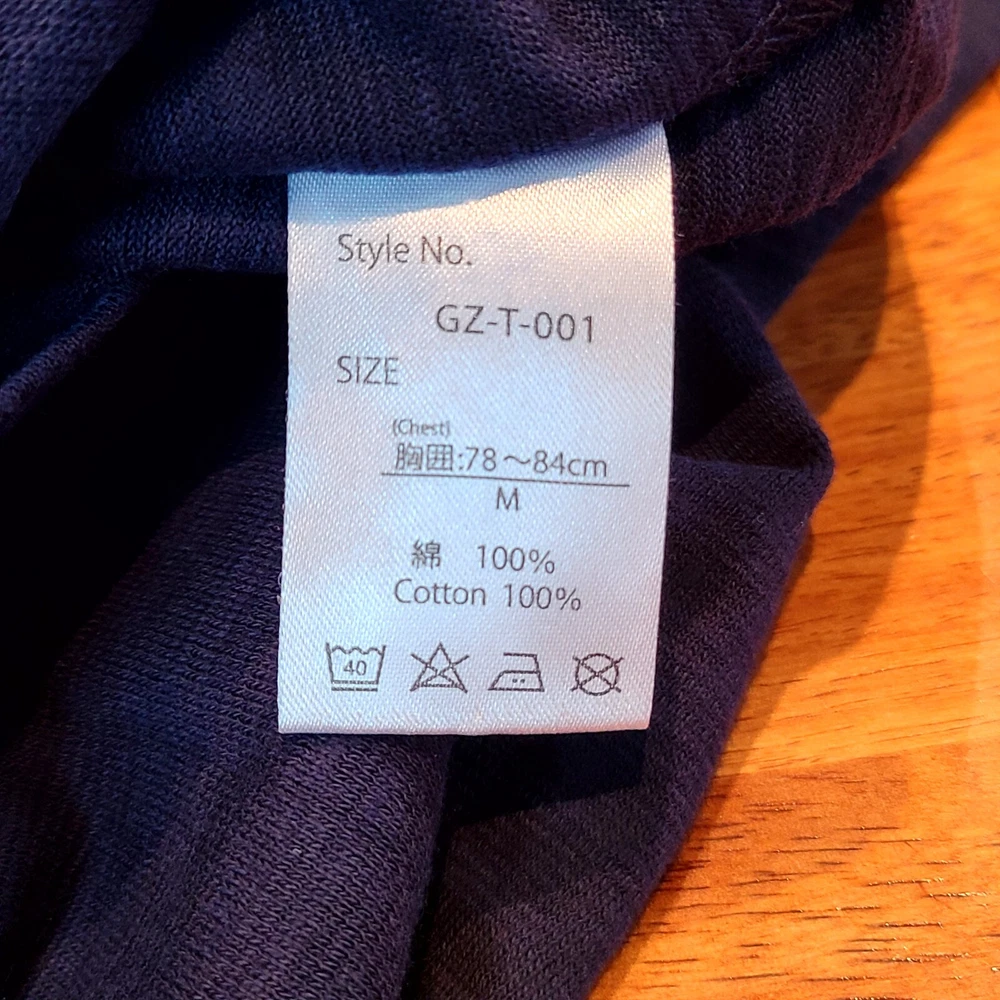 Style No.
GZ-T-001
SIZE
(Chest)
胸囲:78～84cm
M
綿 100%
Cotton 100%
40